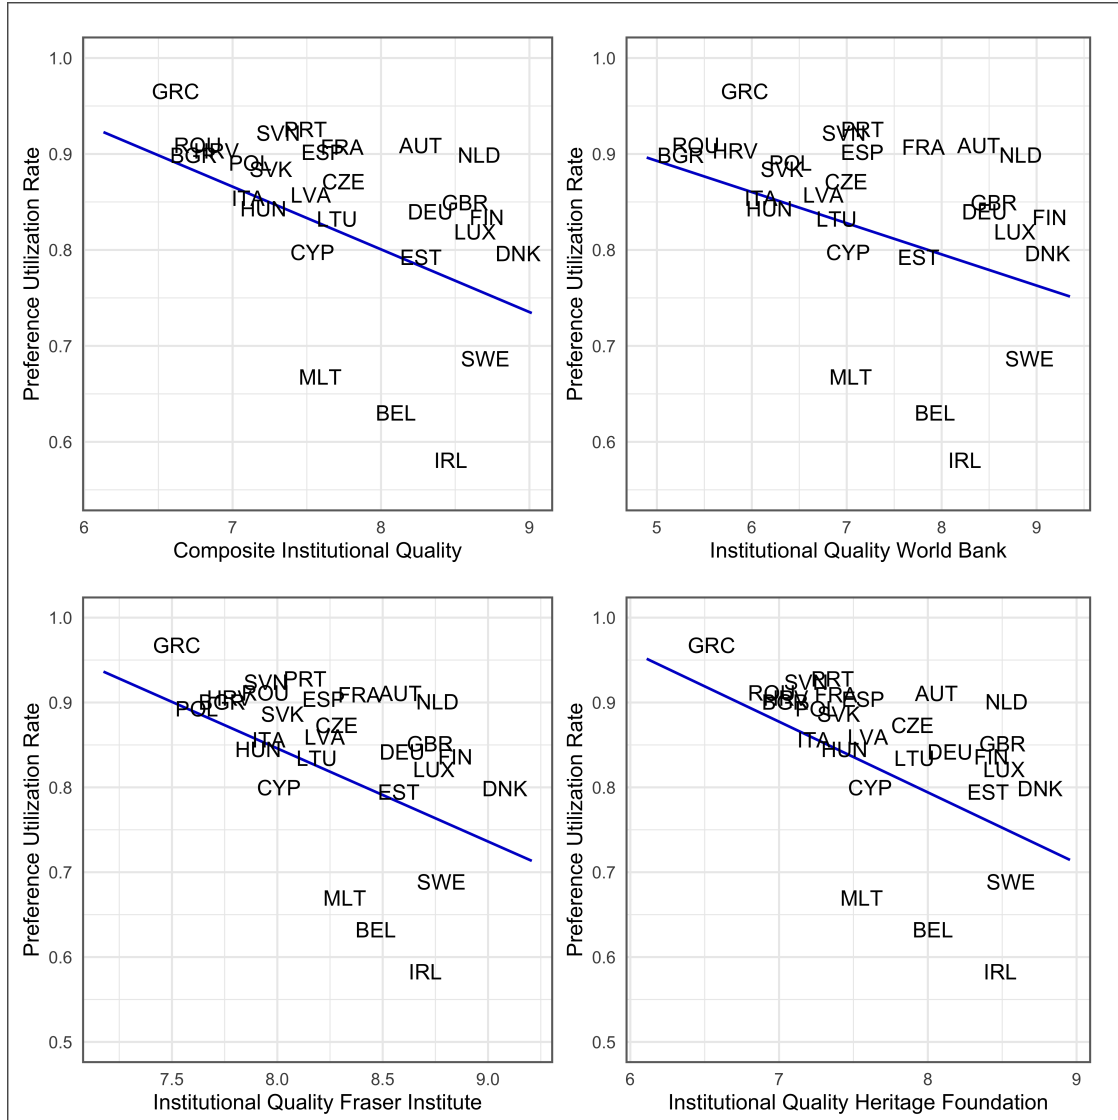 1.0
0.9
0.8
0.7
0.6
Preference Utilization Rate
GRC
SVN PRT
ROU HRV
BGR
ESP FRA
AUT
NLD
POL
SVK
CZE
ITA
LVA
HUN
LTU
DEU
GBR
FIN
LUX
CYP
EST
DNK
SWE
MLT
BEL
IRL
6 7 8 9
Composite Institutional Quality
1.0
0.9
0.8
0.7
0.6
Preference Utilization Rate
GRC
SVN PRT
ROU
BGR
HRV
ESP
FRA
AUT
NLD
POL
SVK
CZE
ITA
LVA
HUN
LTU
GBR
DEU
FIN
LUX
CYP
EST
DNK
SWE
MLT
BEL
IRL
5 6 7 8 9
Institutional Quality World Bank
1.0
0.9
0.8
0.7
0.6
0.5
Preference Utilization Rate
GRC
SVN PRT
HRV ROU
BGR
POL
ESP
FRA AUT
NLD
SVK
CZE
ITA
LVA
HUN
LTU
GBR
DEU
FIN
LUX
CYP
EST
DNK
SWE
MLT
BEL
IRL
7.5 8.0 8.5 9.0
Institutional Quality Fraser Institute
1.0
0.9
0.8
0.7
0.6
0.5
Preference Utilization Rate
GRC
SVN PRT
ROU HRV
BGR
FRA
ESP
AUT
NLD
POL
SVK
CZE
ITA
LVA
HUN
LTU
DEU
GBR
FIN
LUX
CYP
EST
DNK
SWE
MLT
BEL
IRL
6 7 8 9
Institutional Quality Heritage Foundation